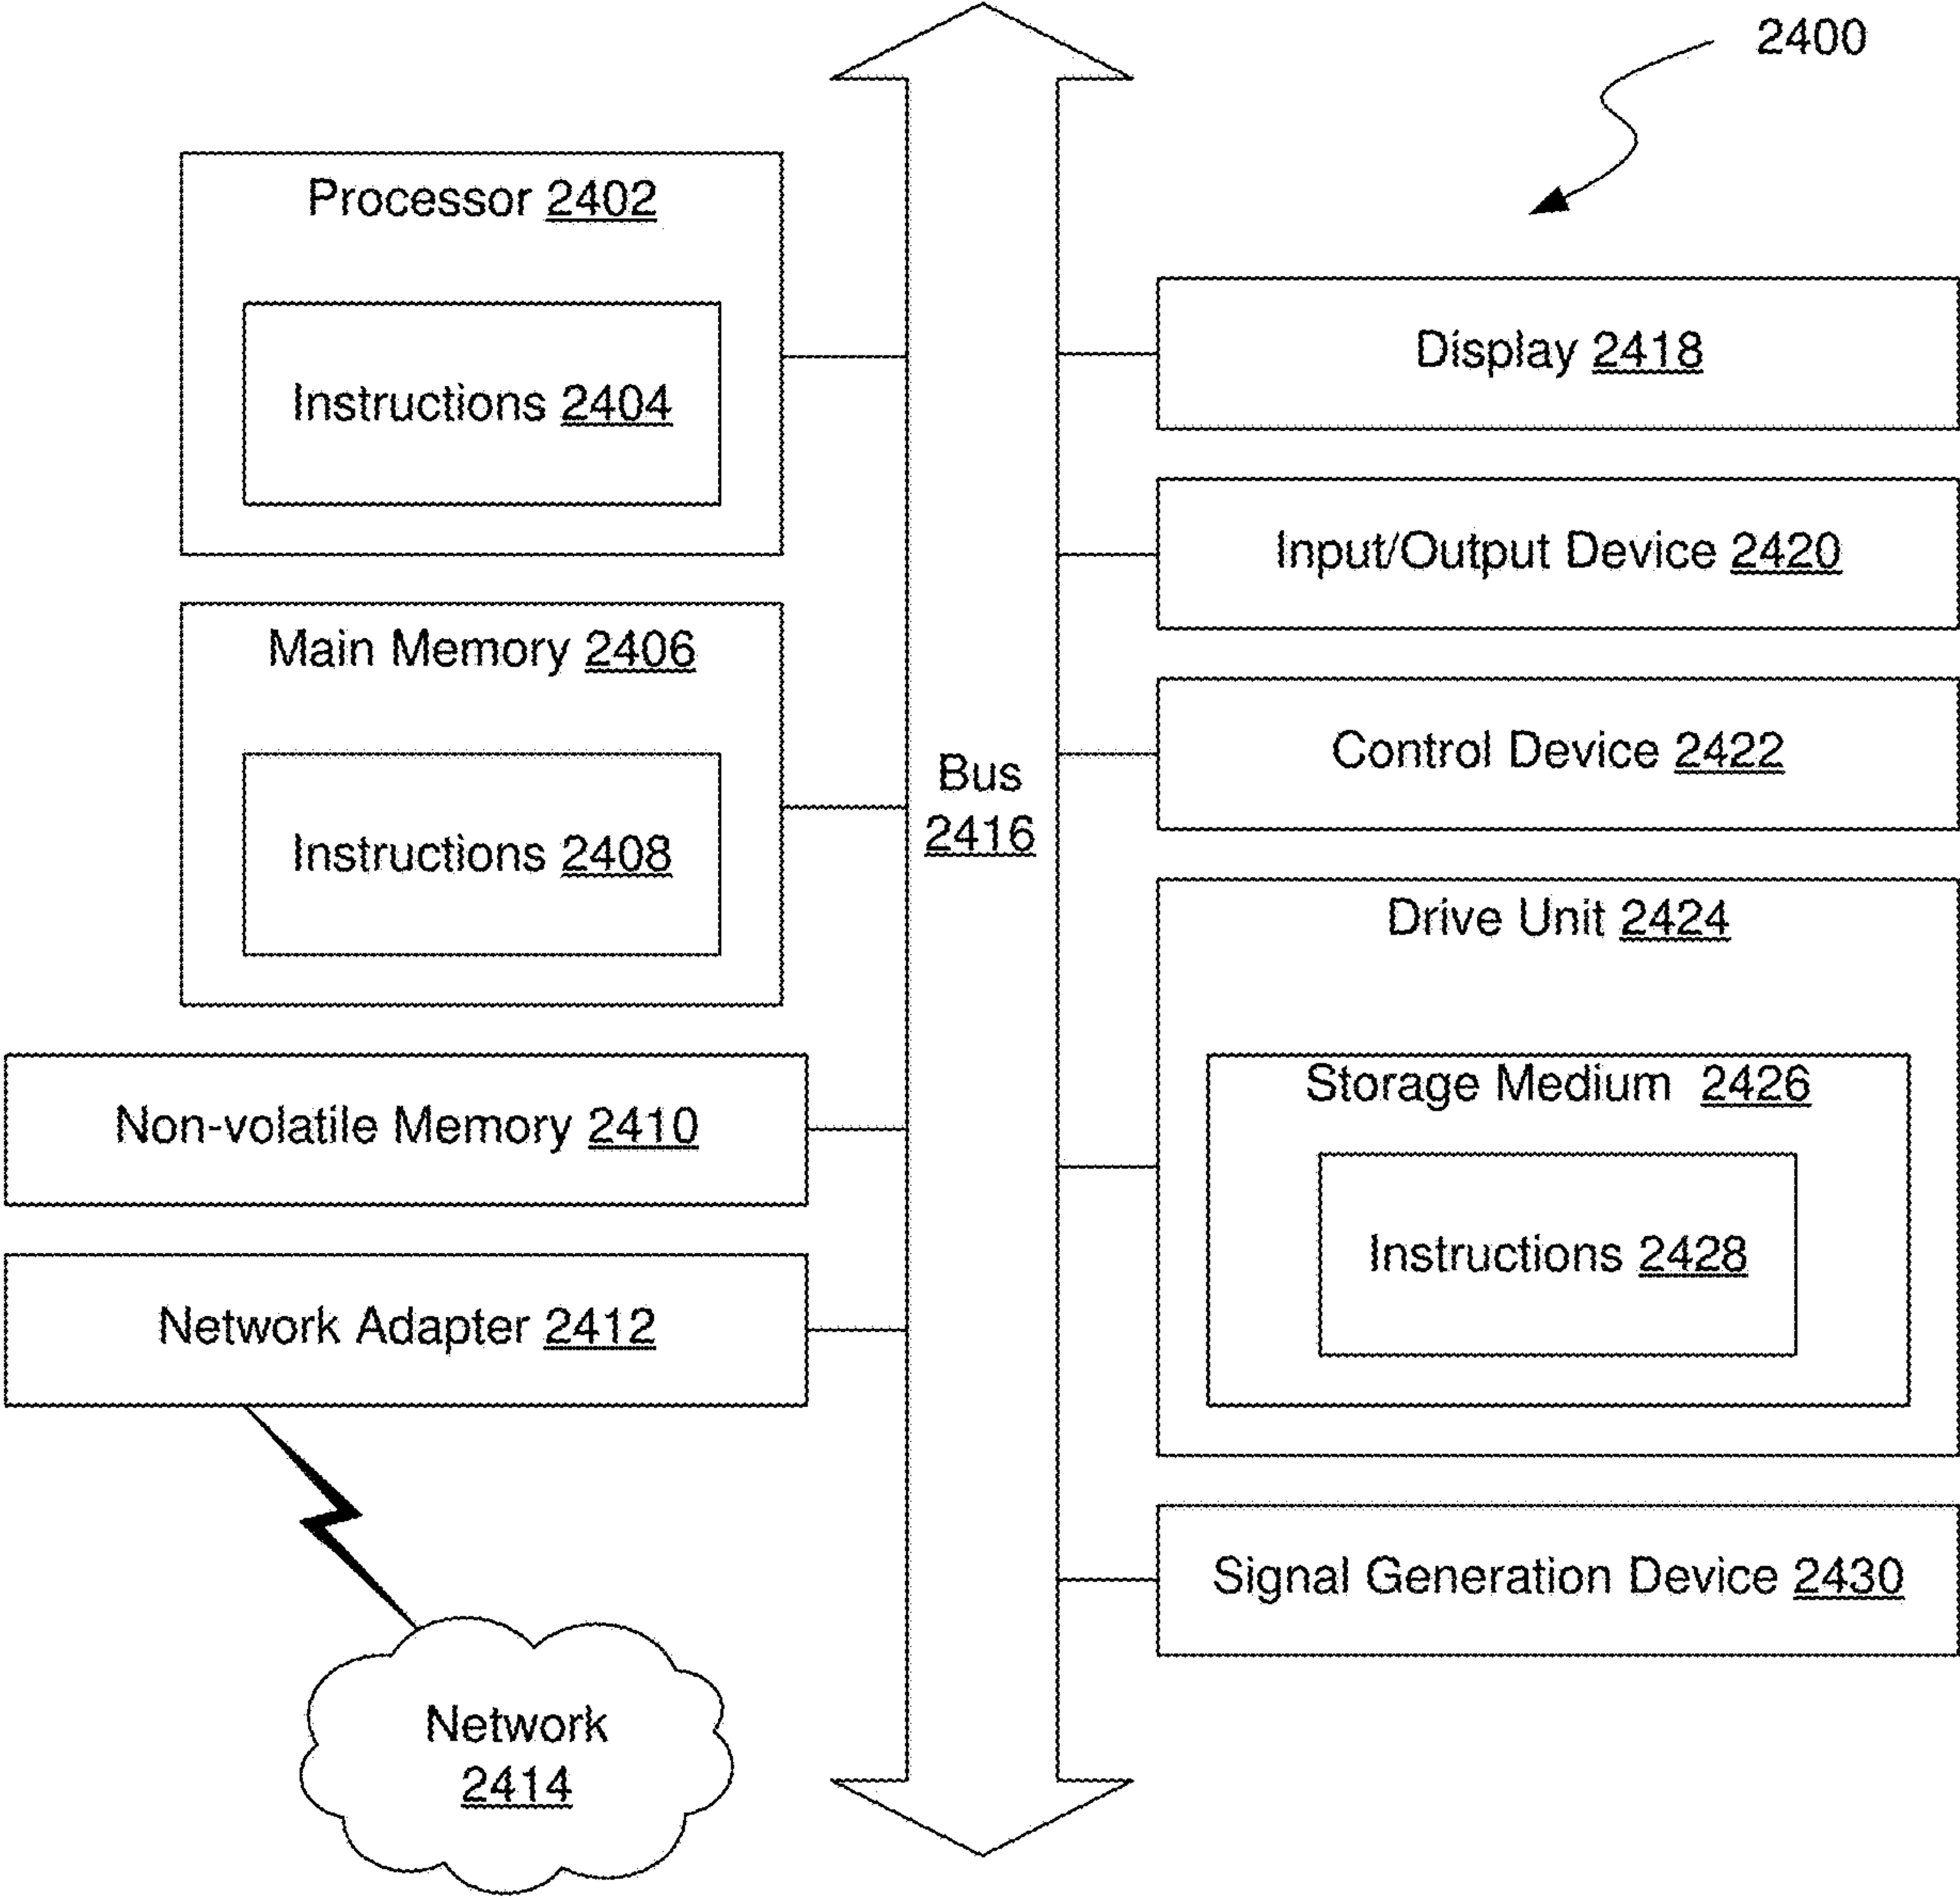 2400
Processor 2402
Instructions 2404
Main Memory 2406
Instructions 2408
Non-volatile Memory 2410
Network Adapter 2412
Network
2414
Bus
2416
Display 2418
Input/Output Device 2420
Control Device 2422
Drive Unit 2424
Storage Medium 2426
Instructions 2428
Signal Generation Device 2430